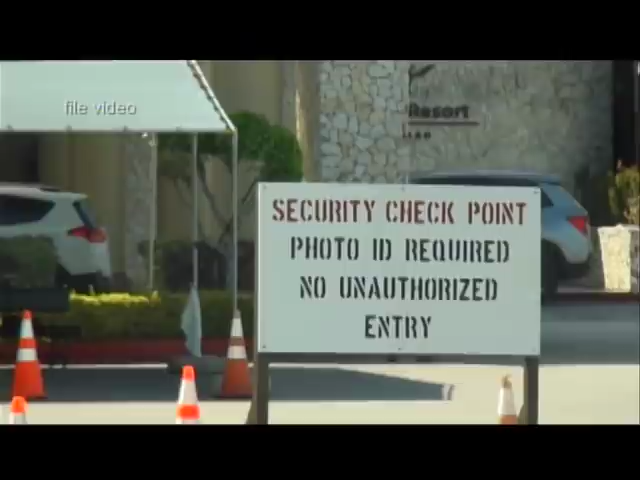 file video
Resort
SECURITY CHECK POINT
PHOTO ID REQUIRED
NO UNAUTHORIZED
ENTRY